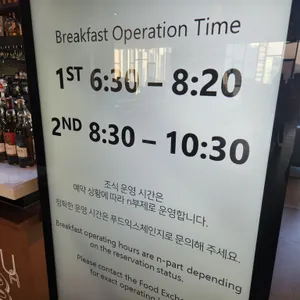 Breakfast Operation Time
1ST 6:30 – 8:20
2ND 8:30 – 10:30
조식 운영 시간은
예약 상황에 따라 n부제로 운영합니다.
정확한 운영 시간은 푸드익스체인지로 문의해 주세요.
Breakfast operating hours are n-part depending
on the reservation status.
Please contact the Food Exch
for exact operating